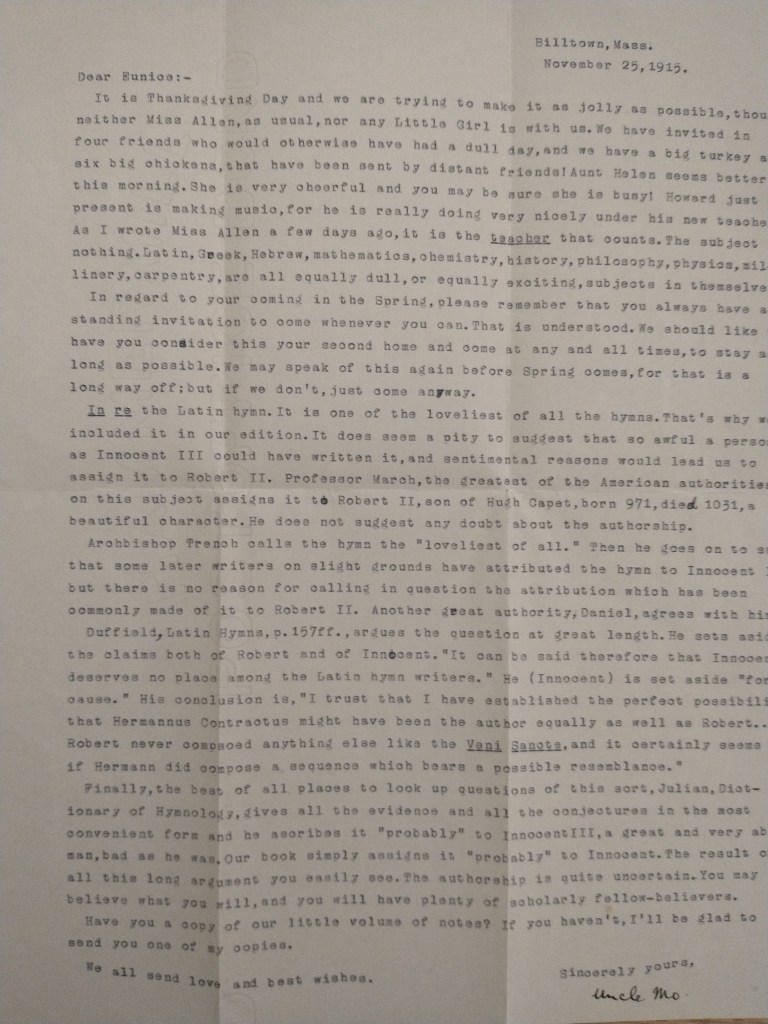 Billtown, Mass.
November 25, 1915.
Dear Eunice:-
It is Thanksgiving Day and we are trying to make it as jolly as possible, thou
neither Miss Allen, as usual, nor any Little Girl is with us. We have invited in
four friends who would otherwise have had a dull day, and we have a big turkey a
six big chickens, that have been sent by distant friends! Aunt Helen seems better
this morning. She is very cheerful and you may be sure she is busy! Howard just
present is making music, for he is really doing very nicely under his new teache
As I wrote Miss Allen a few days ago, it is the teacher that counts. The subject
nothing. Latin, Greek, Hebrew, mathematics, chemistry, history, philosophy, physics, mil
linery, carpentry, are all equally dull, or equally exciting, subjects in themselve
In regard to your coming in the Spring, please remember that you always have a
standing invitation to come whenever you can. That is understood. We should like
have you consider this your second home and come at any and all times, to stay a
long as possible. We may speak of this again before Spring comes, for that is a
long way off; but if we don't, just come anyway.
In re the Latin hymn. It is one of the loveliest of all the hymns. That's why w
included it in our edition. It does seem a pity to suggest that so awful a perso
as Innocent III could have written it, and sentimental reasons would lead us to
assign it to Robert II. Professor March, the greatest of the American authoritie
on this subject assigns it to Robert II, son of Hugh Capet, born 971, died 1031, a
beautiful character. He does not suggest any doubt about the authorship.
Archbishop Trench calls the hymn the "loveliest of all." Then he goes on to s
that some later writers on slight grounds have attributed the hymn to Innocent I
but there is no reason for calling in question the attribution which has been
commonly made of it to Robert II. Another great authority, Daniel, agrees with hi
Duffield, Latin Hymns, p. 157ff., argues the question at great length. He sets asid
the claims both of Robert and of Innocent. "It can be said therefore that Innoce
deserves no place among the Latin hymn writers." He (Innocent) is set aside "for
cause." His conclusion is, "I trust that I have established the perfect possibili
that Hermannus Contractus might have been the author equally as well as Robert..
Robert never compsoed anything else like the Veni Sancte, and it certainly seems
if Hermann did compose a sequence which bears a possible resemblance."
Finally, the best of all places to look up questions of this sort, Julian, Dict-
ionary of Hymnology, gives all the evidence and all the conjectures in the most
convenient form and he ascribes it "probably" to InnocentIII, a great and very ab
man, bad as he was. Our book simply assigns it "probably" to Innocent. The result o
all this long argument you easily see. The authorship is quite uncertain. You may
believe what you will, and you will have plenty of scholarly fellow-believers.
Have you a copy of our little volume of notes? If you haven't, I'll be glad to
send you one of my copies.
We all send love and best wishes.
Sincerely yours,
Uncle Mo.